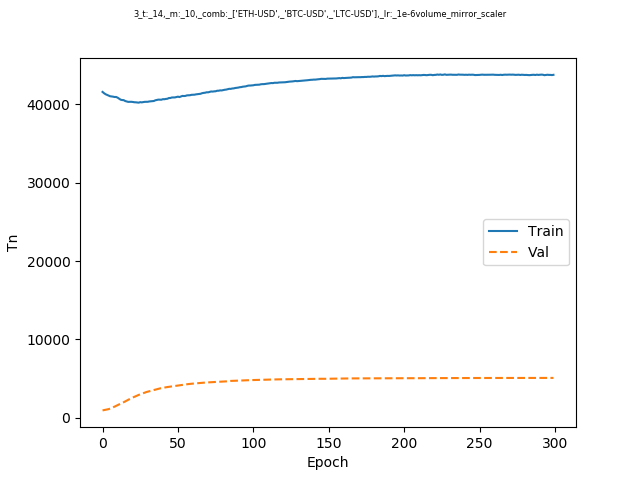 3_t:_14,_m:_10,_comb:_['ETH-USD',_'BTC-USD',_'LTC-USD'],_lr:_1e-6volume_mirror_scaler
40000
30000
20000
10000
0
Tn
Train
Val
0 50 100 150 200 250 300
Epoch